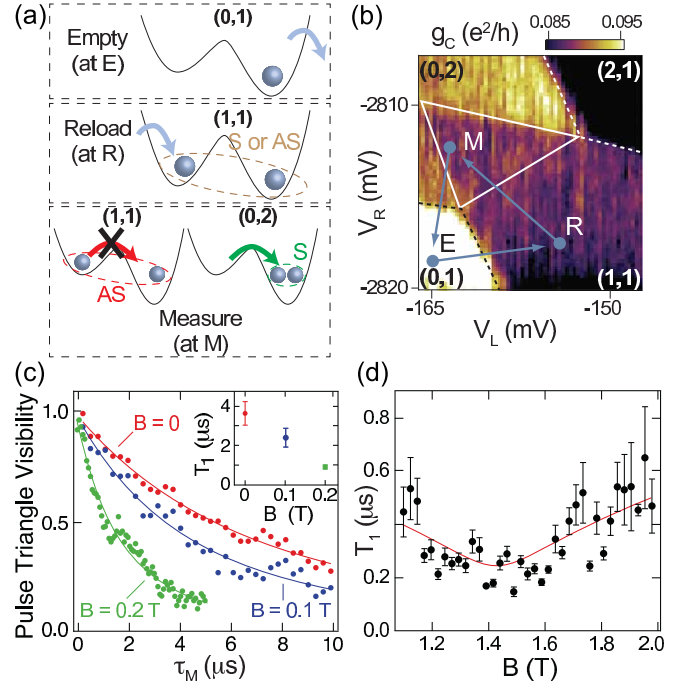 (a)
(0,1)
Empty
(at E)
(1,1)
Reload
(at R)
S or AS
(1,1)
(0,2)
AS
S
Measure
(at M)
(b)
0.085 0.095
g_C (e²/h)
(0,2) (2,1)
-2810
M
V_R (mV)
R
E
(0,1) (1,1)
-2820
-165 -150
V_L (mV)
(c)
Pulse Triangle Visibility
1.0
0.5
0.0
B = 0
B = 0.1 T
B = 0.2 T
0 2 4 6 8 10
τ_M (μs)
T_1 (μs)
4
2
0
0 0.1 0.2
B (T)
(d)
T_1 (μs)
0.8
0.6
0.4
0.2
0.0
1.2 1.4 1.6 1.8 2.0
B (T)